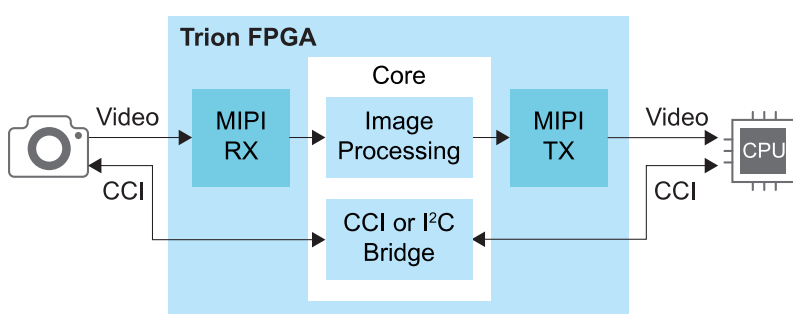 Trion FPGA
Core
Video
MIPI
RX
Image
Processing
MIPI
TX
Video
CPU
CCI
CCI or I²C
Bridge
CCI